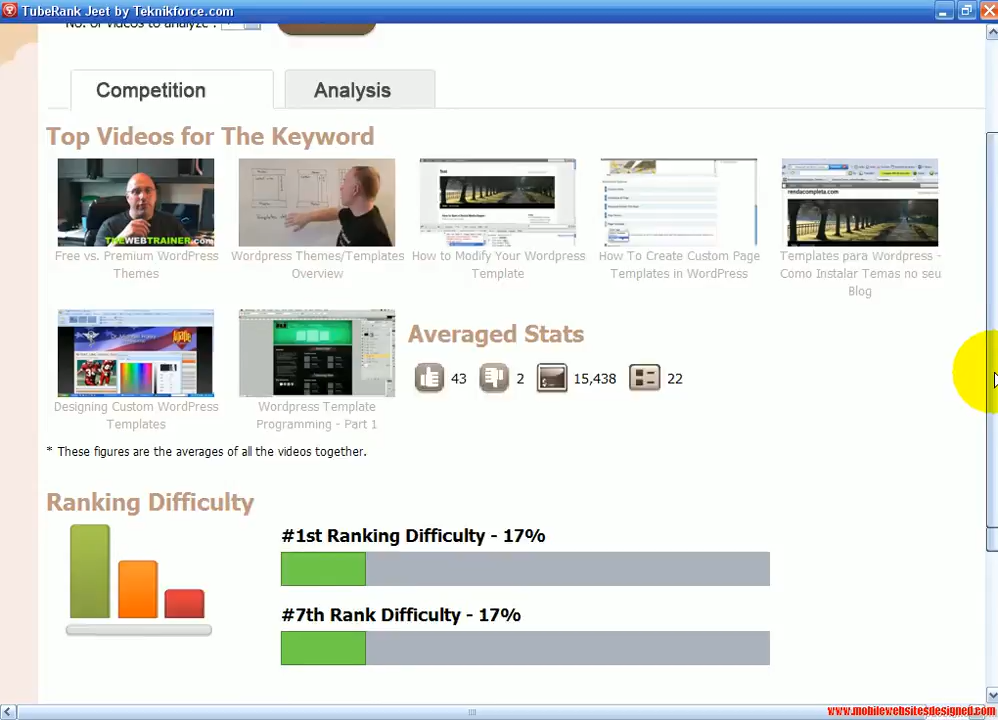 TubeRank Jeet by Teknikforce.com
No. of videos to analyze :
Competition
Analysis
Top Videos for The Keyword
THEWEBTRAINER.com
rendacompleta.com
Free vs. Premium WordPress
Themes
Wordpress Themes/Templates
Overview
How to Modify Your Wordpress
Template
How To Create Custom Page
Templates in WordPress
Templates para Wordpress -
Como Instalar Temas no seu
Blog
Averaged Stats
43
2
15,438
22
Designing Custom WordPress
Templates
Wordpress Template
Programming - Part 1
* These figures are the averages of all the videos together.
Ranking Difficulty
#1st Ranking Difficulty - 17%
#7th Rank Difficulty - 17%
www.mobilewebsitesdesigned.com